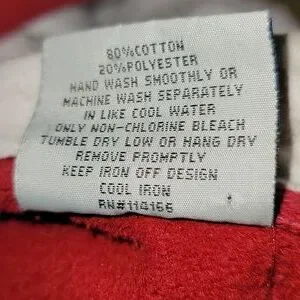 80%COTTON
20%POLYESTER
HAND WASH SMOOTHLY OR
MACHINE WASH SEPARATELY
IN LIKE COOL WATER
ONLY NON-CHLORINE BLEACH
TUMBLE DRY LOW OR HANG DRY
REMOVE PROMPTLY
KEEP IRON OFF DESIGN
COOL IRON
RN#114166